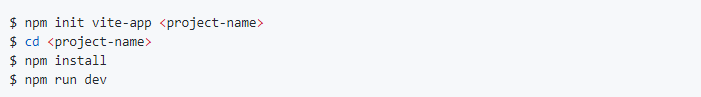 $ npm init vite-app <project-name>
$ cd <project-name>
$ npm install
$ npm run dev